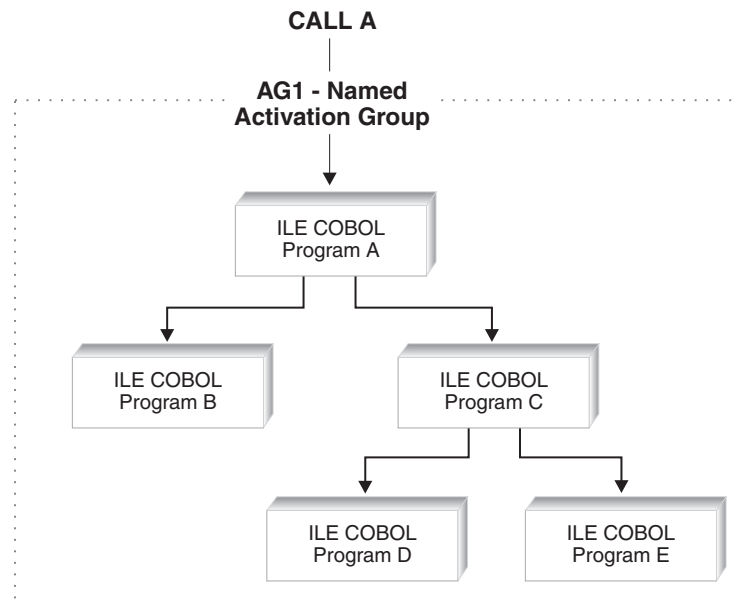 CALL A
AG1 - Named
Activation Group
ILE COBOL
Program A
ILE COBOL
Program B
ILE COBOL
Program C
ILE COBOL
Program D
ILE COBOL
Program E